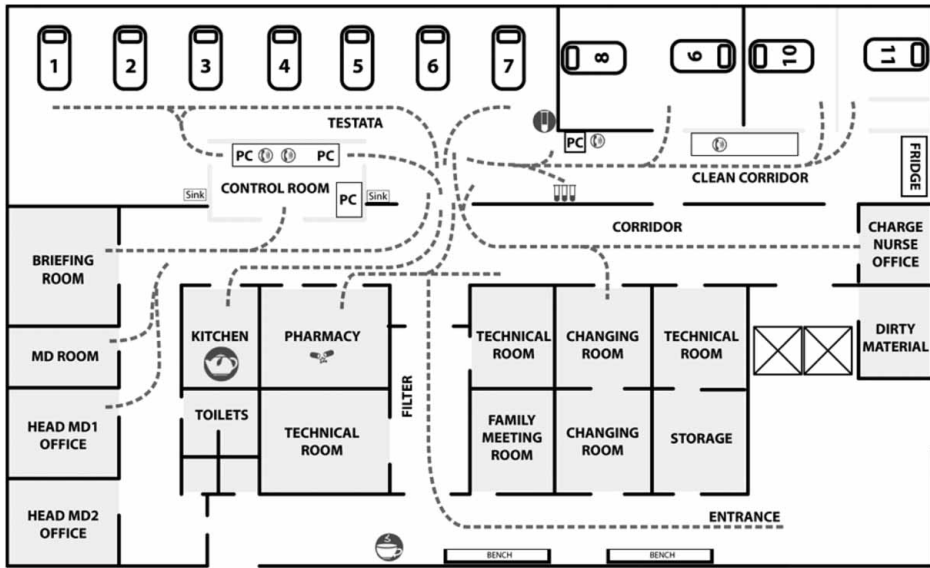 1
2
3
4
5
6
7
8
9
10
11
TESTATA
PC
PC
PC
CONTROL ROOM
Sink
PC
Sink
CLEAN CORRIDOR
FRIDGE
CORRIDOR
BRIEFING
ROOM
CHARGE
NURSE
OFFICE
MD ROOM
KITCHEN
PHARMACY
TECHNICAL
ROOM
CHANGING
ROOM
TECHNICAL
ROOM
DIRTY
MATERIAL
FILTER
HEAD MD1
OFFICE
TOILETS
TECHNICAL
ROOM
FAMILY
MEETING
ROOM
CHANGING
ROOM
STORAGE
HEAD MD2
OFFICE
ENTRANCE
BENCH
BENCH